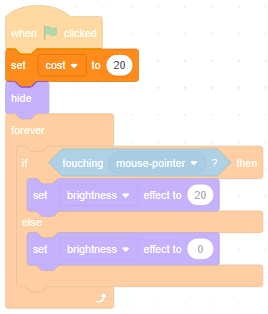 when clicked
set cost to 20
hide
forever
if touching mouse-pointer ? then
set brightness effect to 20
else
set brightness effect to 0